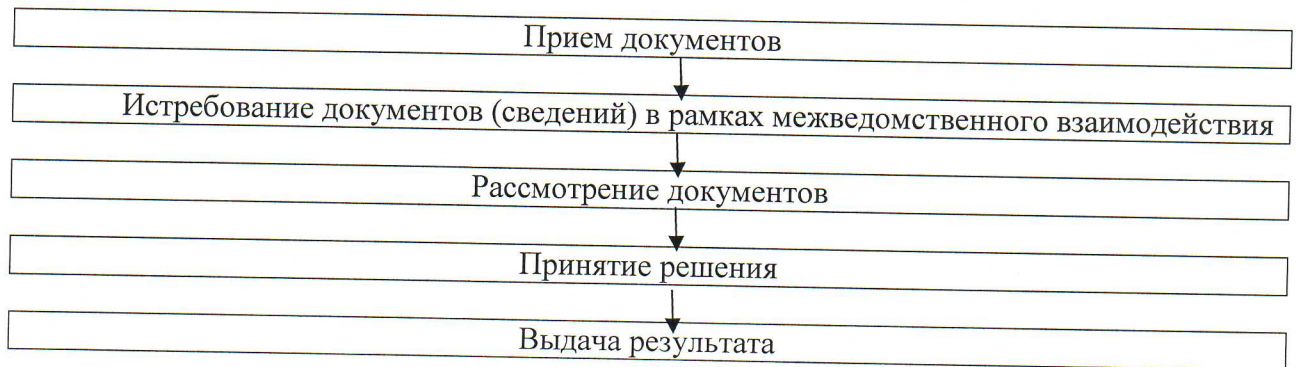 Прием документов
Истребование документов (сведений) в рамках межведомственного взаимодействия
Рассмотрение документов
Принятие решения
Выдача результата